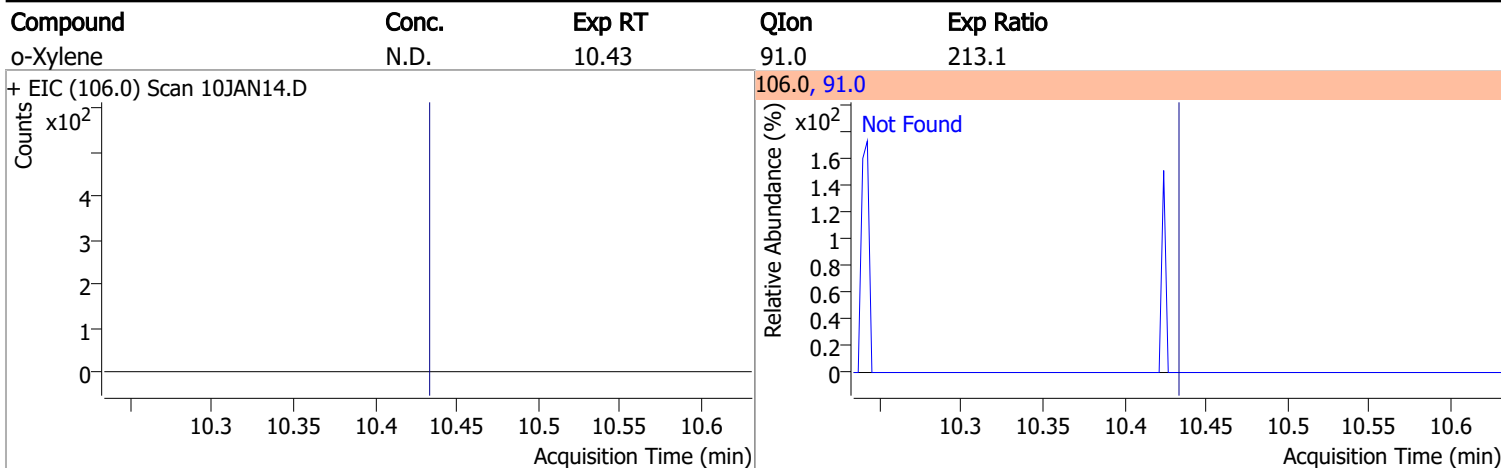 Compound Conc. Exp RT QIon Exp Ratio
o-Xylene N.D. 10.43 91.0 213.1
+ EIC (106.0) Scan 10JAN14.D
Counts
x102
4
3
2
1
0
10.3 10.35 10.4 10.45 10.5 10.55 10.6
Acquisition Time (min)
106.0, 91.0
Relative Abundance (%)
x102
Not Found
1.6
1.4
1.2
1
0.8
0.6
0.4
0.2
0
10.3 10.35 10.4 10.45 10.5 10.55 10.6
Acquisition Time (min)